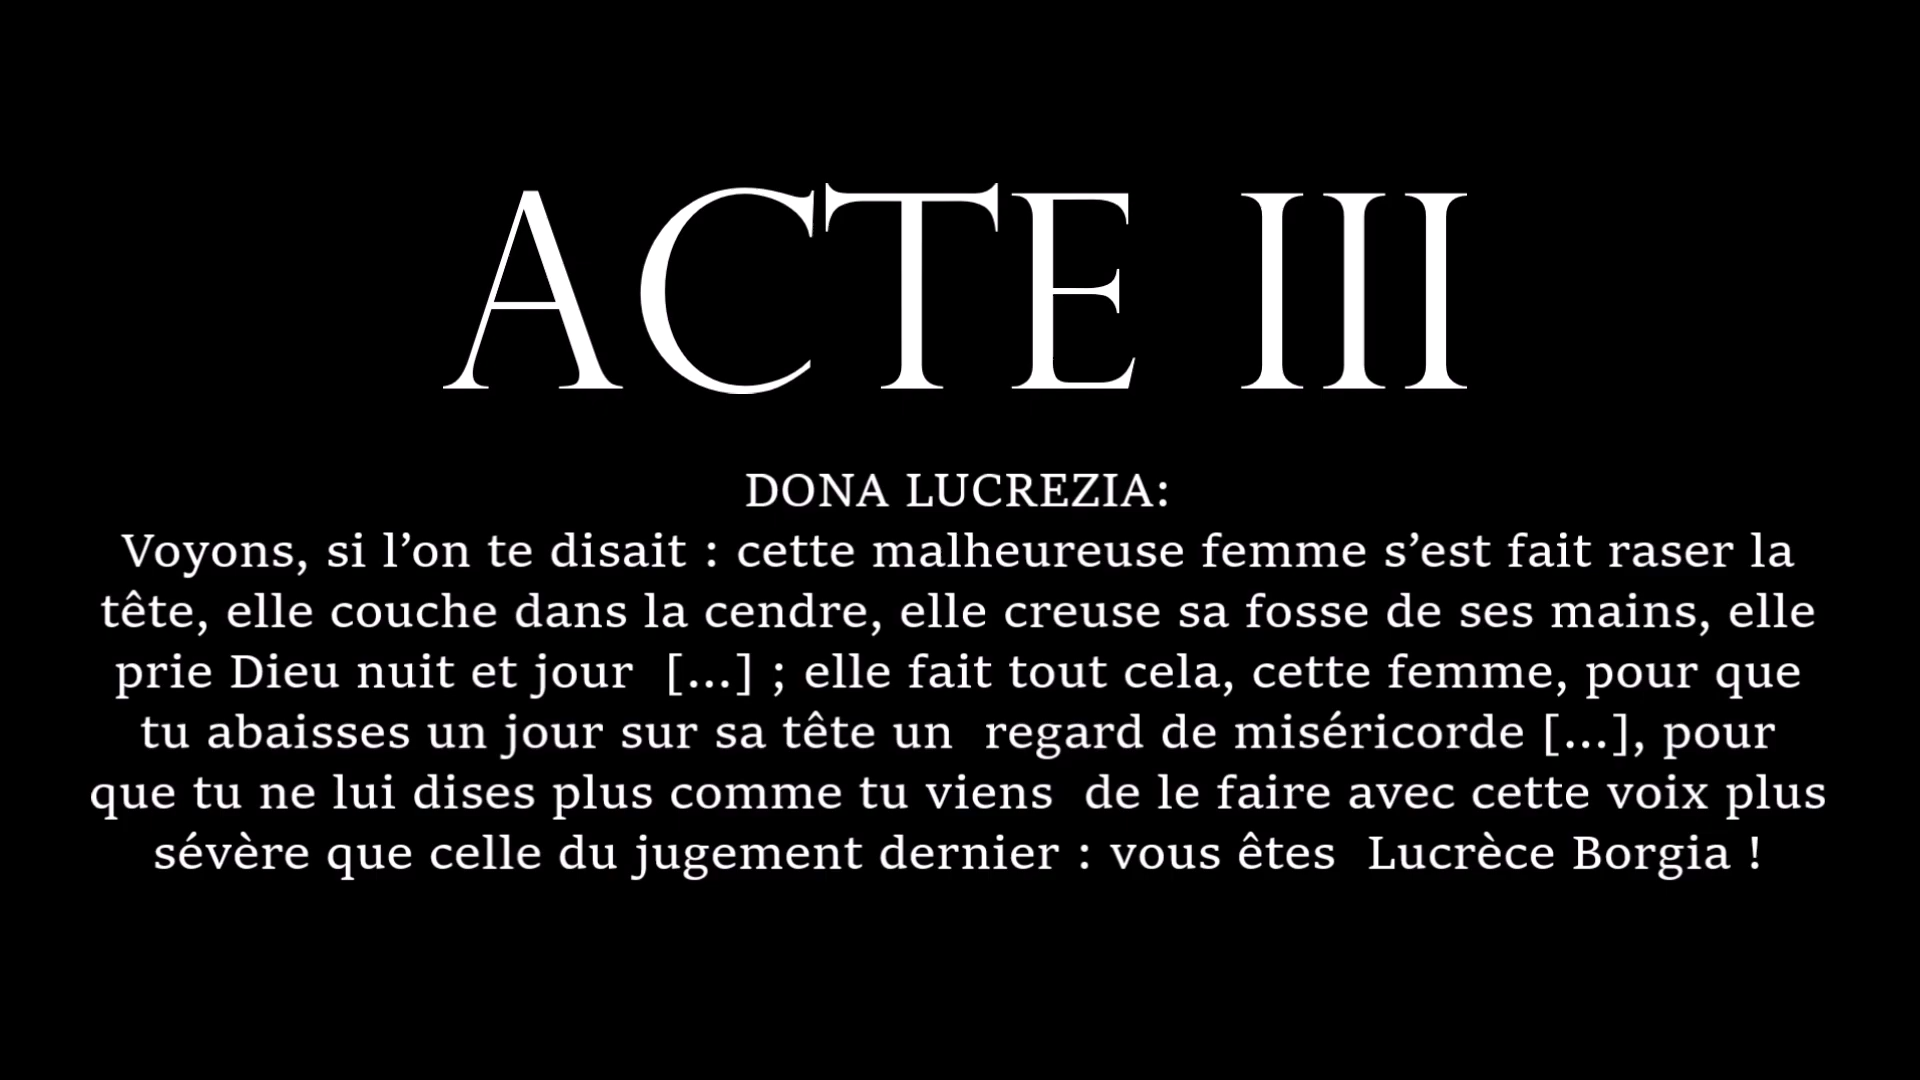 ACTE III
DONA LUCREZIA:
Voyons, si l’on te disait : cette malheureuse femme s’est fait raser la
tête, elle couche dans la cendre, elle creuse sa fosse de ses mains, elle
prie Dieu nuit et jour  [...] ; elle fait tout cela, cette femme, pour que
tu abaisses un jour sur sa tête un  regard de miséricorde [...], pour
que tu ne lui dises plus comme tu viens  de le faire avec cette voix plus
sévère que celle du jugement dernier : vous êtes  Lucrèce Borgia !